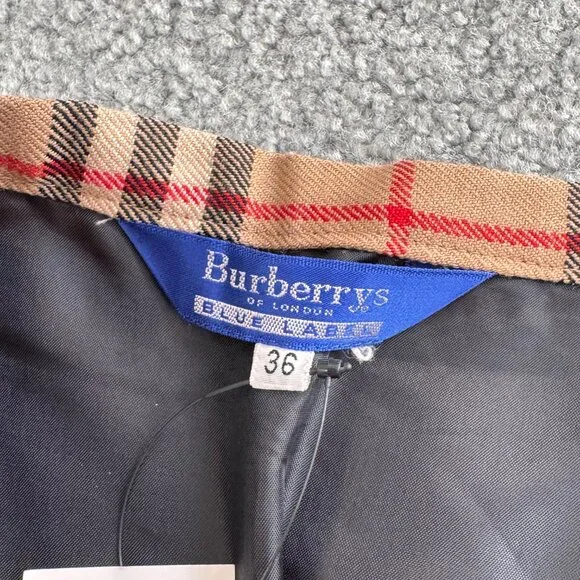 Burberrys
OF LONDON
BLUE LABEL
36